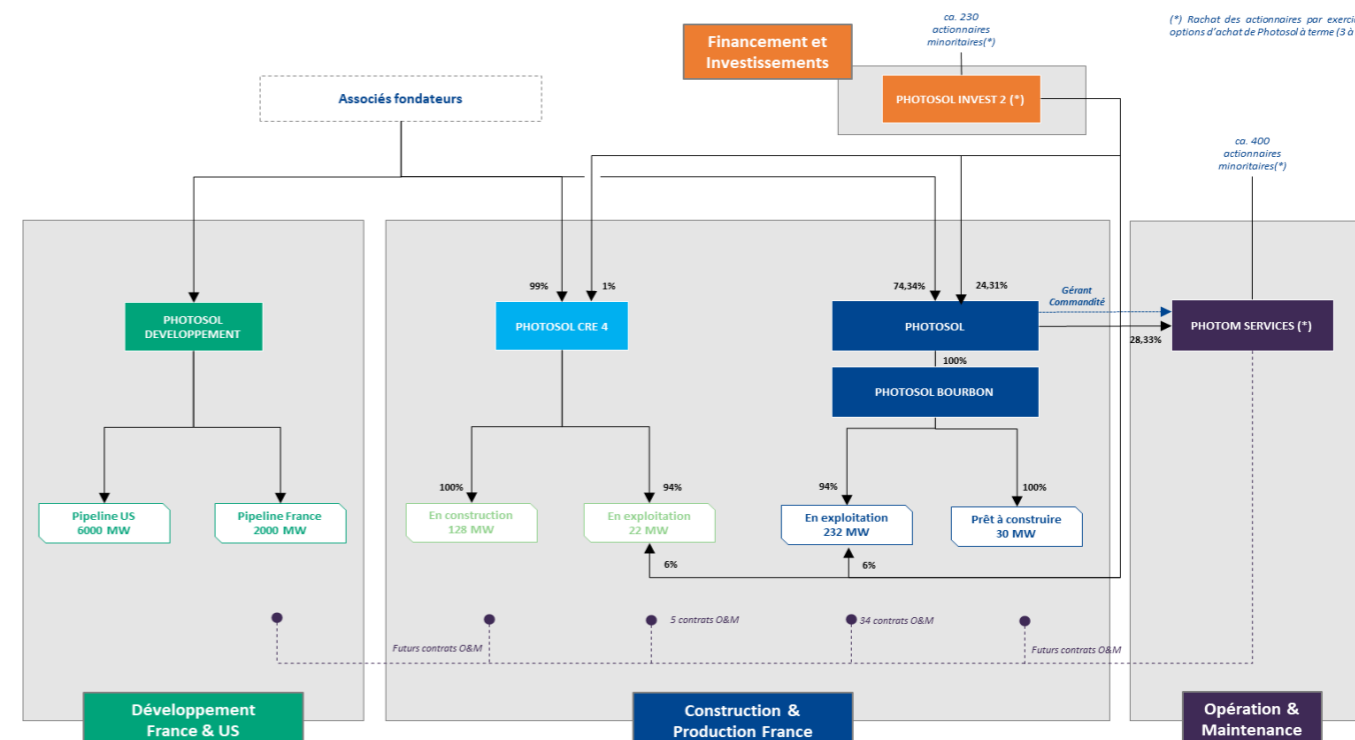 ca. 230
actionnaires
minoritaires(*)
(*) Rachat des actionnaires par
options d'achat de Photosol à terme (3 à
Financement et
Investissements
PHOTOSOL INVEST 2 (*)
Associés fondateurs
ca. 400
actionnaires
minoritaires(*)
99%
1%
74,34%
24,31%
Gérant
Commandité
PHOTOSOL
DEVELOPPEMENT
PHOTOSOL CRE 4
PHOTOSOL
PHOTOM SERVICES (*)
28,33%
100%
PHOTOSOL BOURBON
100%
94%
94%
100%
Pipeline US
6000 MW
Pipeline France
2000 MW
En construction
128 MW
En exploitation
22 MW
En exploitation
232 MW
Prêt à construire
30 MW
6%
6%
5 contrats O&M
34 contrats O&M
Futurs contrats O&M
Futurs contrats O&M
Développement
France & US
Construction &
Production France
Opération &
Maintenance